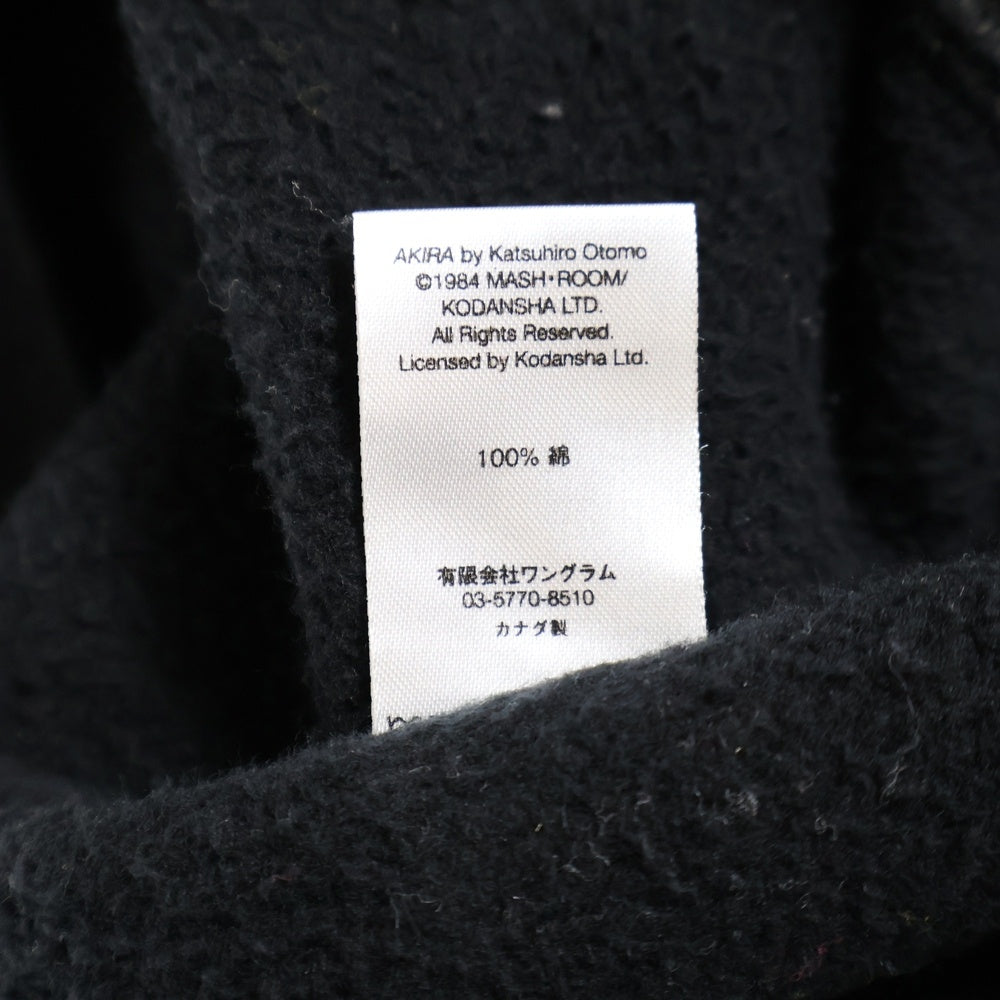 AKIRA by Katsuhiro Otomo
©1984 MASH・ROOM/
KODANSHA LTD.
All Rights Reserved.
Licensed by Kodansha Ltd.
100% 綿
有限会社ワングラム
03-5770-8510
カナダ製